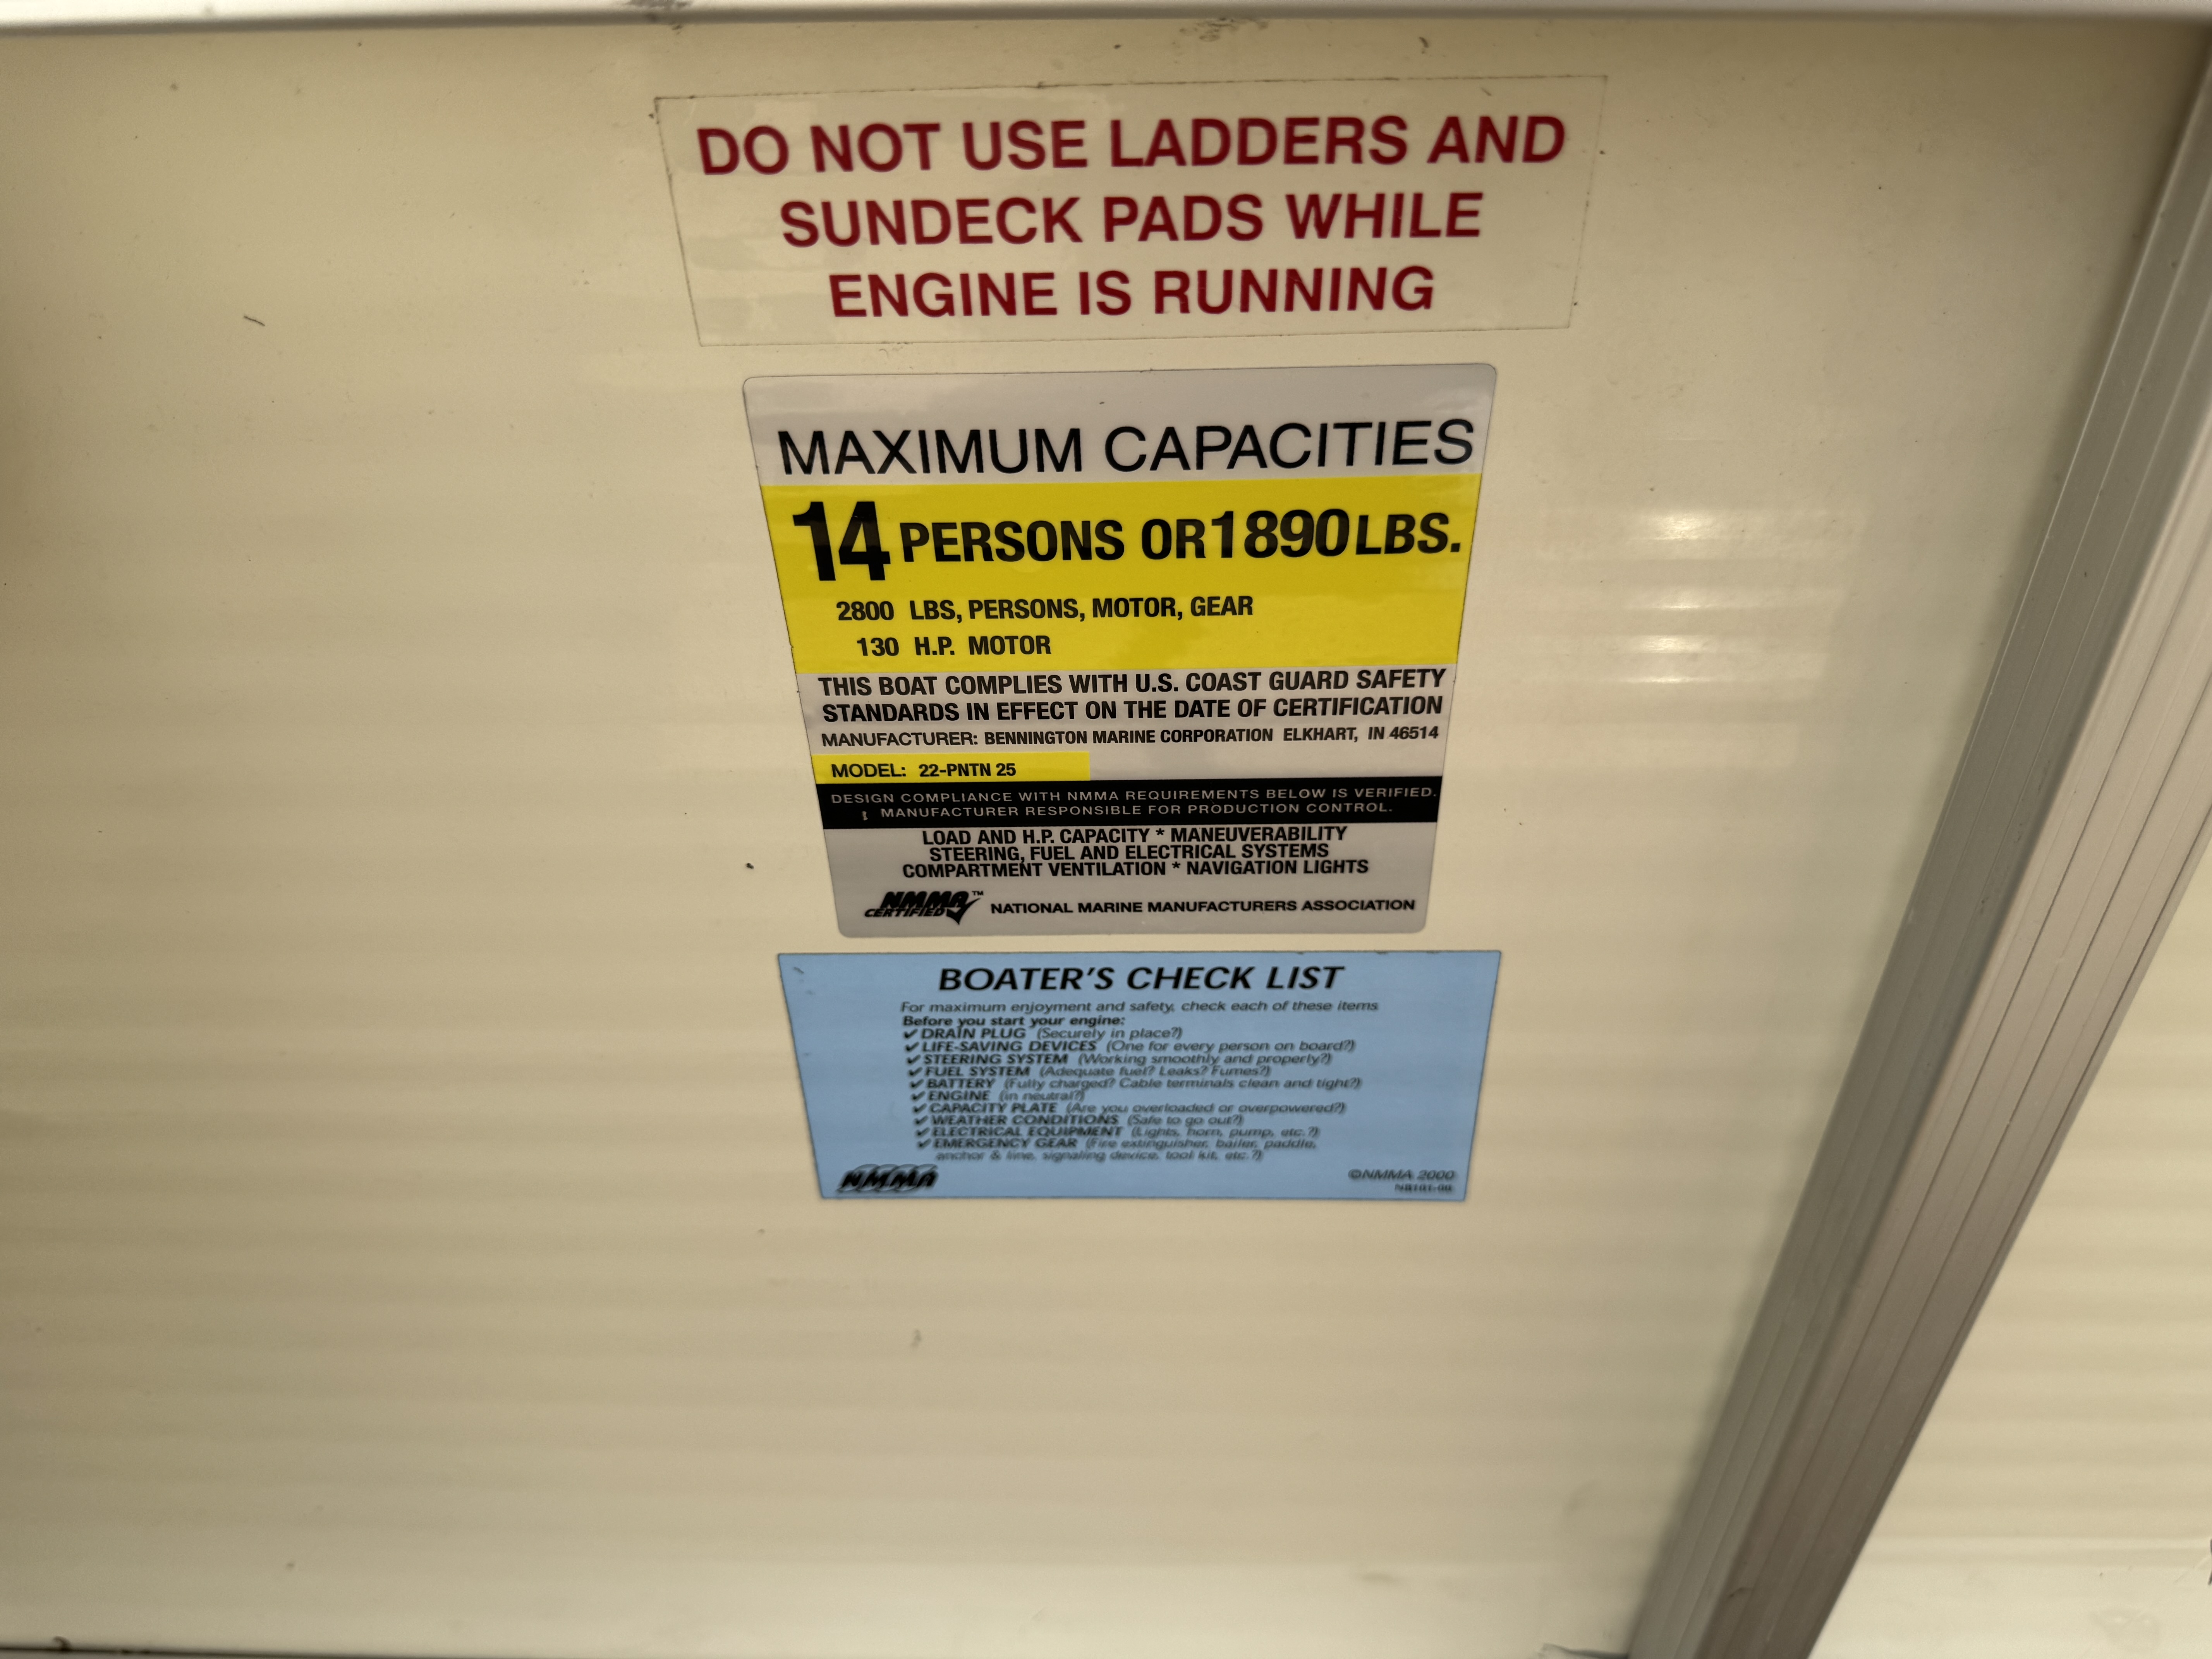 DO NOT USE LADDERS AND
SUNDECK PADS WHILE
ENGINE IS RUNNING
MAXIMUM CAPACITIES
14 PERSONS OR 1890 LBS.
2800 LBS, PERSONS, MOTOR, GEAR
130 H.P. MOTOR
THIS BOAT COMPLIES WITH U.S. COAST GUARD SAFETY
STANDARDS IN EFFECT ON THE DATE OF CERTIFICATION
MANUFACTURER: BENNINGTON MARINE CORPORATION ELKHART, IN 46514
MODEL: 22-PNTN 25
DESIGN COMPLIANCE WITH NMMA REQUIREMENTS BELOW IS VERIFIED.
MANUFACTURER RESPONSIBLE FOR PRODUCTION CONTROL.
LOAD AND H.P. CAPACITY * MANEUVERABILITY
STEERING, FUEL AND ELECTRICAL SYSTEMS
COMPARTMENT VENTILATION * NAVIGATION LIGHTS
NMMA™ CERTIFIED NATIONAL MARINE MANUFACTURERS ASSOCIATION
BOATER'S CHECK LIST
For maximum enjoyment and safety, check each of these items
Before you start your engine:
✔ DRAIN PLUG (Securely in place?)
✔ LIFE-SAVING DEVICES (One for every person on board?)
✔ STEERING SYSTEM (Working smoothly and properly?)
✔ FUEL SYSTEM (Adequate fuel? Leaks? Fumes?)
✔ BATTERY (Fully charged? Cable terminals clean and tight?)
✔ ENGINE (in neutral?)
✔ CAPACITY PLATE (Are you overloaded or overpowered?)
✔ WEATHER CONDITIONS (Safe to go out?)
✔ ELECTRICAL EQUIPMENT (Lights, horn, pump, etc.?)
✔ EMERGENCY GEAR (Fire extinguisher, bailer, paddle,
anchor & line, signaling device, tool kit, etc.?)
NMMA
©NMMA 2000